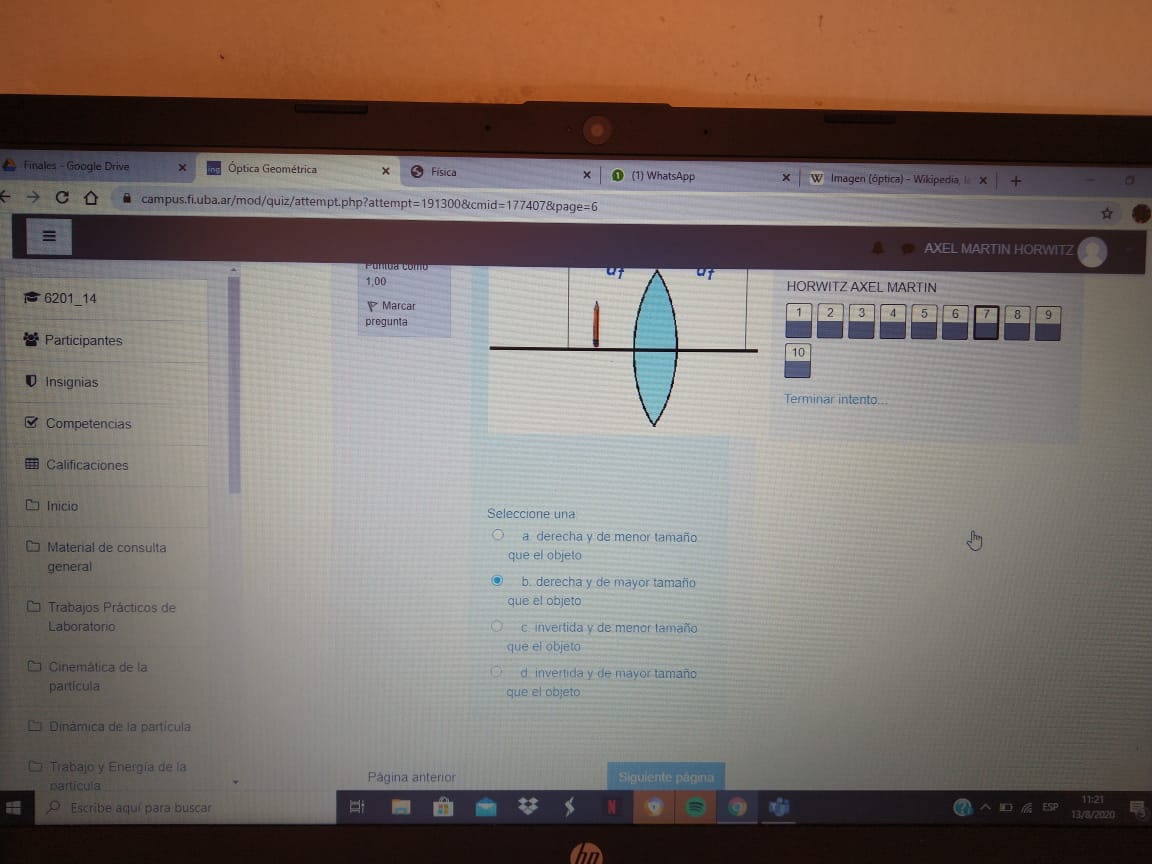 Finales - Google Drive
Óptica Geométrica
Física
(1) WhatsApp
W Imagen (óptica) - Wikipedia, la
campus.fi.uba.ar/mod/quiz/attempt.php?attempt=191300&cmid=177407&page=6
AXEL MARTIN HORWITZ
6201_14
Participantes
Insignias
Competencias
Calificaciones
Inicio
Material de consulta
general
Trabajos Prácticos de
Laboratorio
Cinemática de la
partícula
Dinámica de la partícula
Trabajo y Energía de la
partícula
Puntúa como
1,00
Marcar
pregunta
df df
Seleccione una
a. derecha y de menor tamaño
que el objeto
b. derecha y de mayor tamaño
que el objeto
c. invertida y de menor tamaño
que el objeto
d. invertida y de mayor tamaño
que el objeto
Página anterior
Siguiente página
HORWITZ AXEL MARTIN
1 2 3 4 5 6 7 8 9
10
Terminar intento...
Escribe aquí para buscar
N
ESP
11:21
13/8/2020
hp